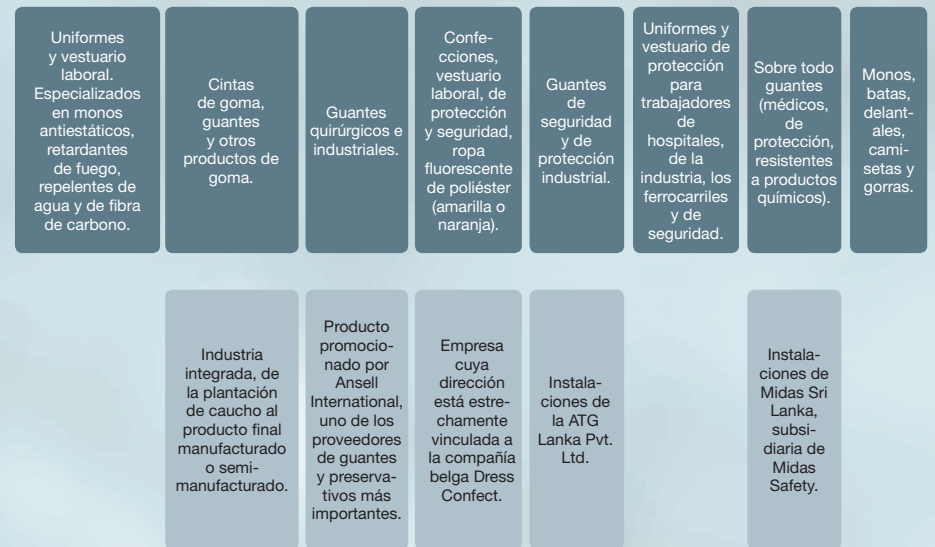 Uniformes
y vestuario
laboral.
Especializados
en monos
antiestáticos,
retardantes
de fuego,
repelentes de
agua y de fibra
de carbono.
Cintas
de goma,
guantes
y otros
productos de
goma.
Guantes
quirúrgicos e
industriales.
Confe-
cciones,
vestuario
laboral, de
protección
y seguridad,
ropa
fluorescente
de poliéster
(amarilla o
naranja).
Guantes
de
seguridad
y de
protección
industrial.
Uniformes y
vestuario de
protección
para
trabajadores
de
hospitales,
de la
industria, los
ferrocarriles
y de
seguridad.
Sobre todo
guantes
(médicos,
de
protección,
resistentes
a productos
químicos).
Monos,
batas,
delant-
ales,
cami-
setas y
gorras.
Industria
integrada, de
la plantación
de caucho al
producto final
manufacturado
o semi-
manufacturado.
Producto
promocio-
nado por
Ansell
International,
uno de los
proveedores
de guantes
y preserva-
tivos más
importantes.
Empresa
cuya
dirección
está estre-
chamente
vinculada a
la compañía
belga Dress
Confect.
Instala-
ciones de
la ATG
Lanka Pvt.
Ltd.
Instala-
ciones de
Midas Sri
Lanka,
subsi-
diaria de
Midas
Safety.